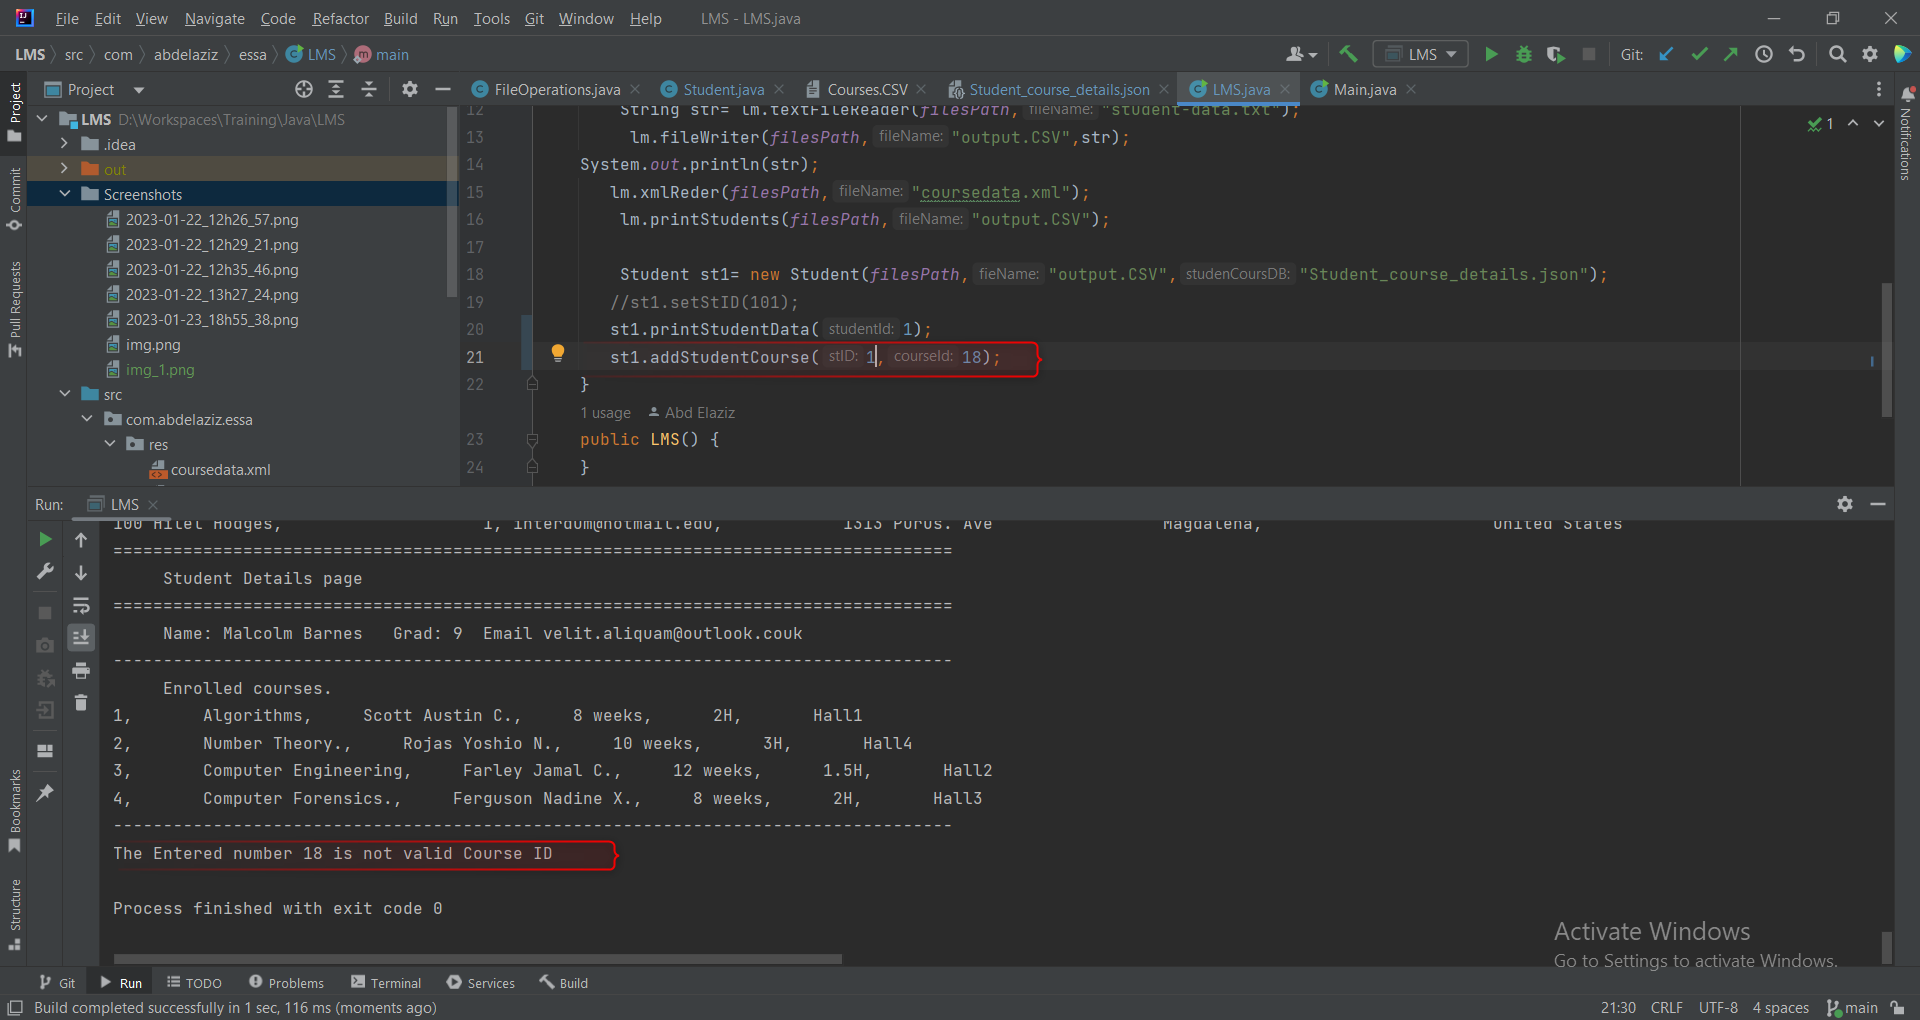 File Edit View Navigate Code Refactor Build Run Tools Git Window Help LMS - LMS.java
LMS src com abdelaziz essa LMS main LMS Git:
Project
FileOperations.java Student.java Courses.CSV Student_course_details.json LMS.java Main.java
LMS D:\Workspaces\Training\Java\LMS
.idea
out
Screenshots
2023-01-22_12h26_57.png
2023-01-22_12h29_21.png
2023-01-22_12h35_46.png
2023-01-22_13h27_24.png
2023-01-23_18h55_38.png
img.png
img_1.png
src
com.abdelaziz.essa
res
coursedata.xml
12 String str= lm.textFileReader(filesPath, fileName: "student-data.txt");
13 lm.fileWriter(filesPath, fileName: "output.CSV",str);
14 System.out.println(str);
15 lm.xmlReder(filesPath, fileName: "coursedata.xml");
16 lm.printStudents(filesPath, fileName: "output.CSV");
17
18 Student st1= new Student(filesPath, fieName: "output.CSV", studenCoursDB: "Student_course_details.json");
19 //st1.setStID(101);
20 st1.printStudentData( studentId: 1);
21 st1.addStudentCourse( stID: 1, courseId: 18);
22 }
1 usage Abd Elaziz
23 public LMS() {
24 }
1
Project
Commit
Pull Requests
Bookmarks
Structure
Notifications
Run: LMS
100 Hilel Hodges, 1, interdum@hotmail.edu, 1313 Purus. Ave Magdalena, United States
====================================================================================
Student Details page
====================================================================================
Name: Malcolm Barnes Grad: 9 Email velit.aliquam@outlook.couk
------------------------------------------------------------------------------------
Enrolled courses.
1, Algorithms, Scott Austin C., 8 weeks, 2H, Hall1
2, Number Theory., Rojas Yoshio N., 10 weeks, 3H, Hall4
3, Computer Engineering, Farley Jamal C., 12 weeks, 1.5H, Hall2
4, Computer Forensics., Ferguson Nadine X., 8 weeks, 2H, Hall3
------------------------------------------------------------------------------------
The Entered number 18 is not valid Course ID
Process finished with exit code 0
Activate Windows
Go to Settings to activate Windows.
Git Run TODO Problems Terminal Services Build
Build completed successfully in 1 sec, 116 ms (moments ago) 21:30 CRLF UTF-8 4 spaces main